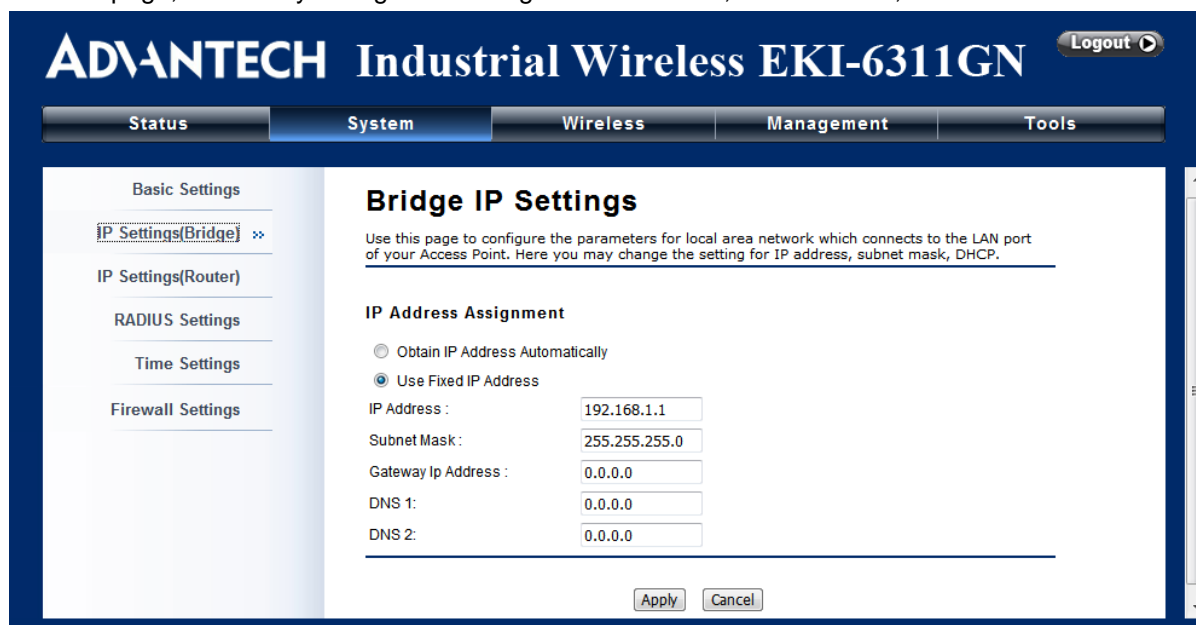 ADVANTECH Industrial Wireless EKI-6311GN Logout
Status System Wireless Management Tools
Basic Settings
IP Settings(Bridge) »
IP Settings(Router)
RADIUS Settings
Time Settings
Firewall Settings
Bridge IP Settings
Use this page to configure the parameters for local area network which connects to the LAN port
of your Access Point. Here you may change the setting for IP address, subnet mask, DHCP.
IP Address Assignment
Obtain IP Address Automatically
Use Fixed IP Address
IP Address : 192.168.1.1
Subnet Mask : 255.255.255.0
Gateway Ip Address : 0.0.0.0
DNS 1: 0.0.0.0
DNS 2: 0.0.0.0
Apply Cancel